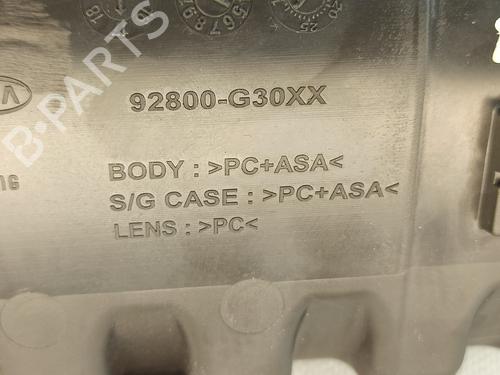 B-PARTS
92800-G30XX
BODY : >PC+ASA<
S/G CASE : >PC+ASA<
LENS : >PC<